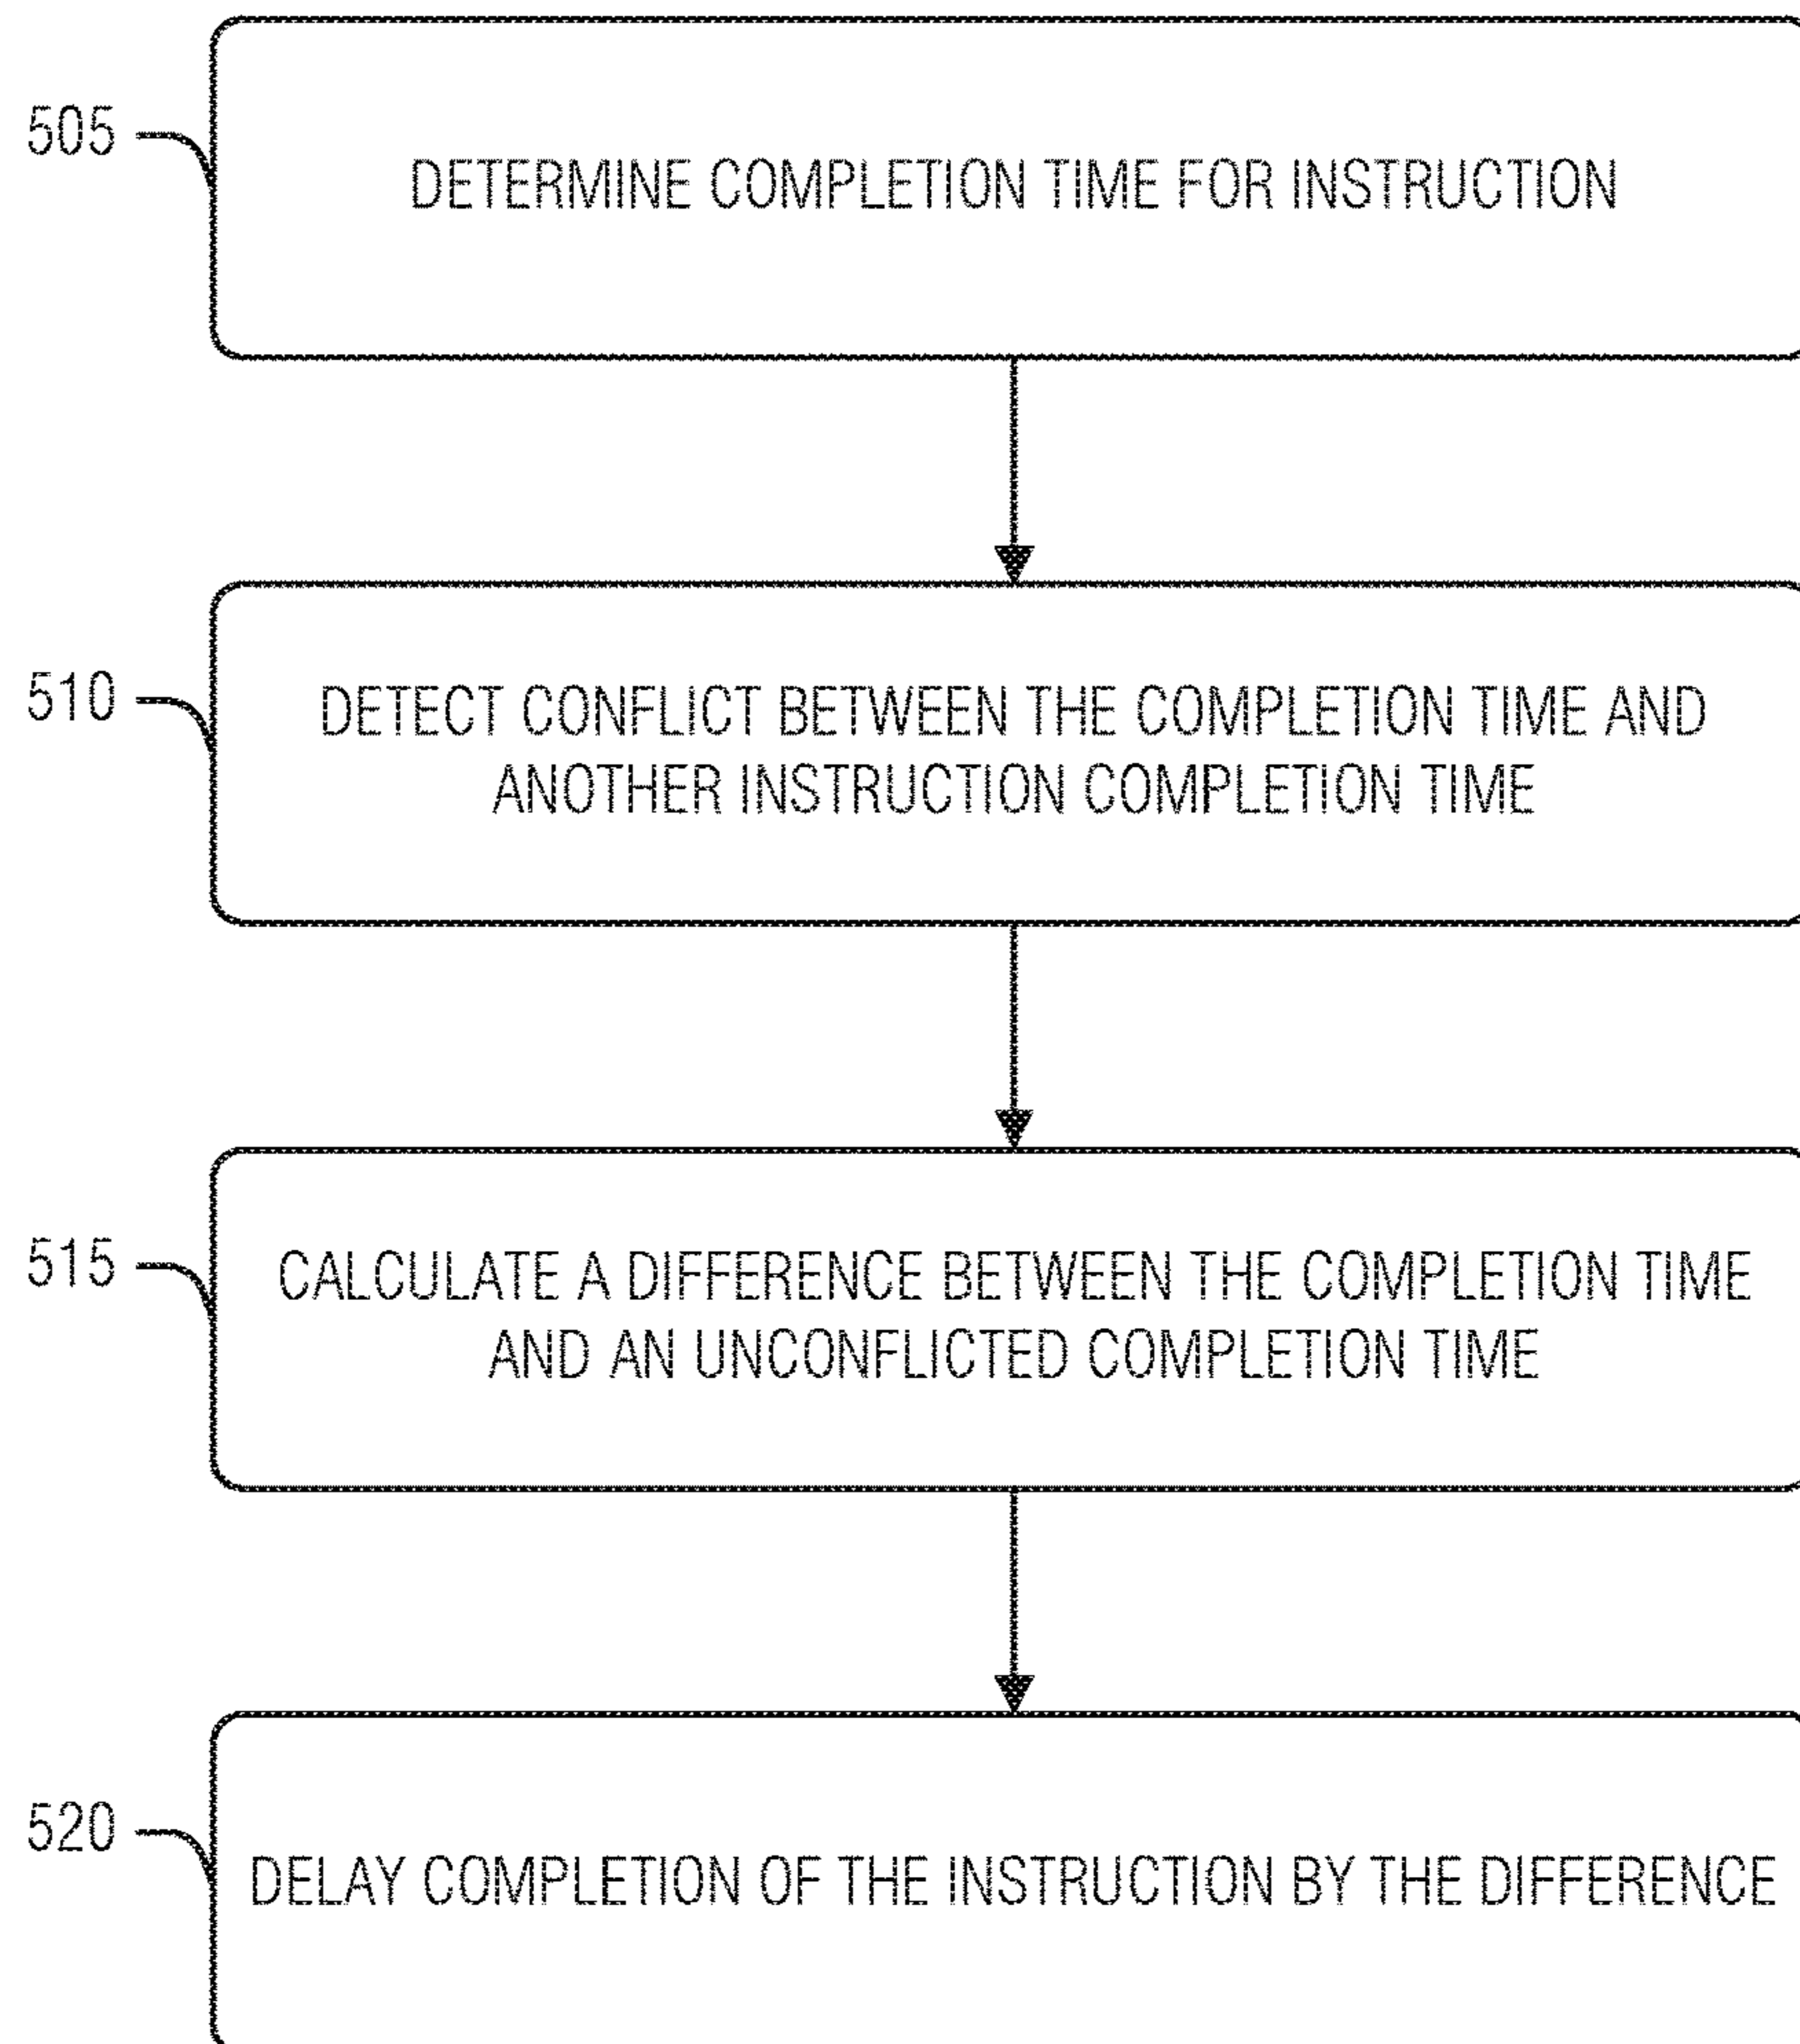 505
DETERMINE COMPLETION TIME FOR INSTRUCTION
510
DETECT CONFLICT BETWEEN THE COMPLETION TIME AND
ANOTHER INSTRUCTION COMPLETION TIME
515
CALCULATE A DIFFERENCE BETWEEN THE COMPLETION TIME
AND AN UNCONFLICTED COMPLETION TIME
520
DELAY COMPLETION OF THE INSTRUCTION BY THE DIFFERENCE